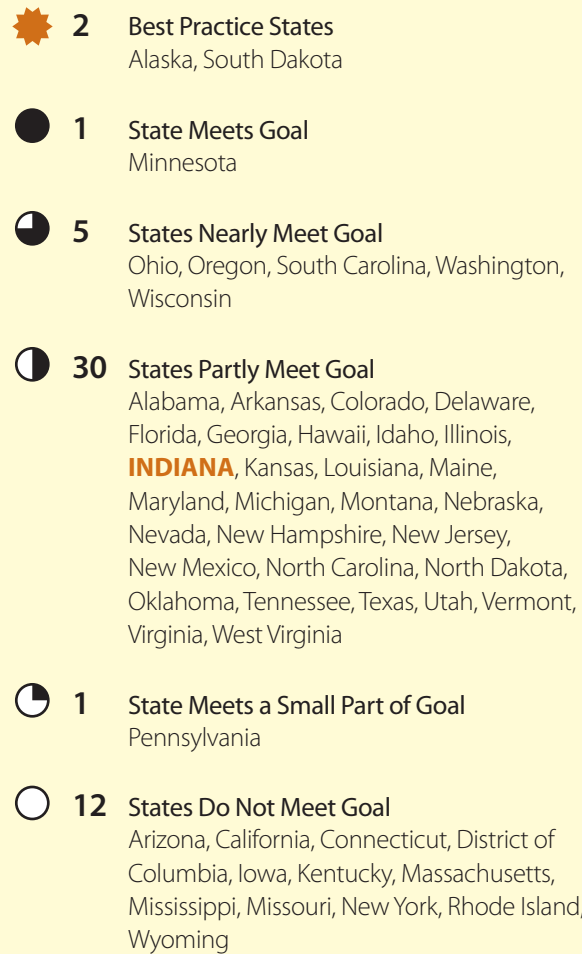 2 Best Practice States
Alaska, South Dakota
1 State Meets Goal
Minnesota
5 States Nearly Meet Goal
Ohio, Oregon, South Carolina, Washington,
Wisconsin
30 States Partly Meet Goal
Alabama, Arkansas, Colorado, Delaware,
Florida, Georgia, Hawaii, Idaho, Illinois,
INDIANA, Kansas, Louisiana, Maine,
Maryland, Michigan, Montana, Nebraska,
Nevada, New Hampshire, New Jersey,
New Mexico, North Carolina, North Dakota,
Oklahoma, Tennessee, Texas, Utah, Vermont,
Virginia, West Virginia
1 State Meets a Small Part of Goal
Pennsylvania
12 States Do Not Meet Goal
Arizona, California, Connecticut, District of
Columbia, Iowa, Kentucky, Massachusetts,
Mississippi, Missouri, New York, Rhode Island,
Wyoming